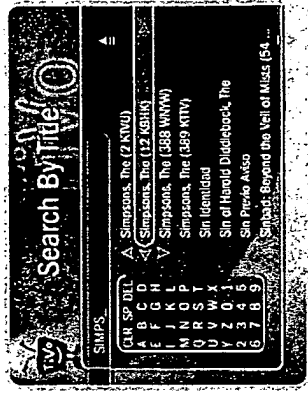 TiVo
Search By Title
SIMPS
CLR SP DEL
A B C D
E F G H
I J K L
M N O P
Q R S T
U V W X
Y Z 0 1
2 3 4 5
6 7 8 9
Simpsons, The (2 KTVU)
Simpsons, The (12 KBHK)
Simpsons, The (388 WNYW)
Simpsons, The (389 KTTV)
Sin Identidad
Sin of Harold Diddlebock, The
Sin Previo Aviso
Sinbad: Beyond the Veil of Mists (54 ...